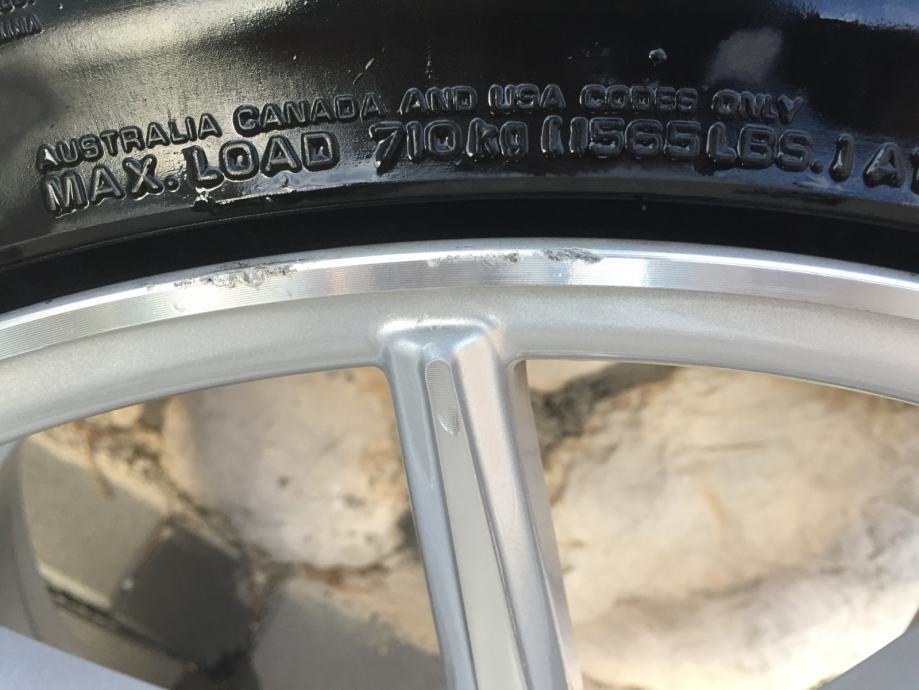 AUSTRALIA CANADA AND USA CODES ONLY
MAX. LOAD 710kg (1565LBS.) A